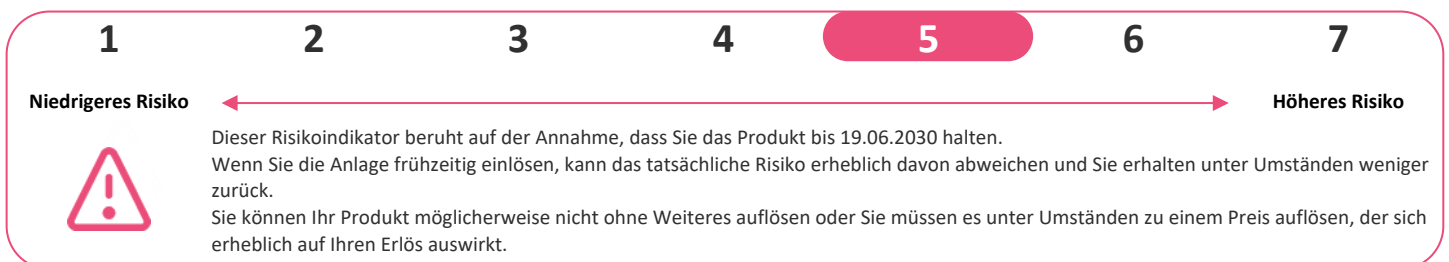 1 2 3 4 5 6 7
Niedrigeres Risiko Höheres Risiko
Dieser Risikoindikator beruht auf der Annahme, dass Sie das Produkt bis 19.06.2030 halten.
Wenn Sie die Anlage frühzeitig einlösen, kann das tatsächliche Risiko erheblich davon abweichen und Sie erhalten unter Umständen weniger
zurück.
Sie können Ihr Produkt möglicherweise nicht ohne Weiteres auflösen oder Sie müssen es unter Umständen zu einem Preis auflösen, der sich
erheblich auf Ihren Erlös auswirkt.